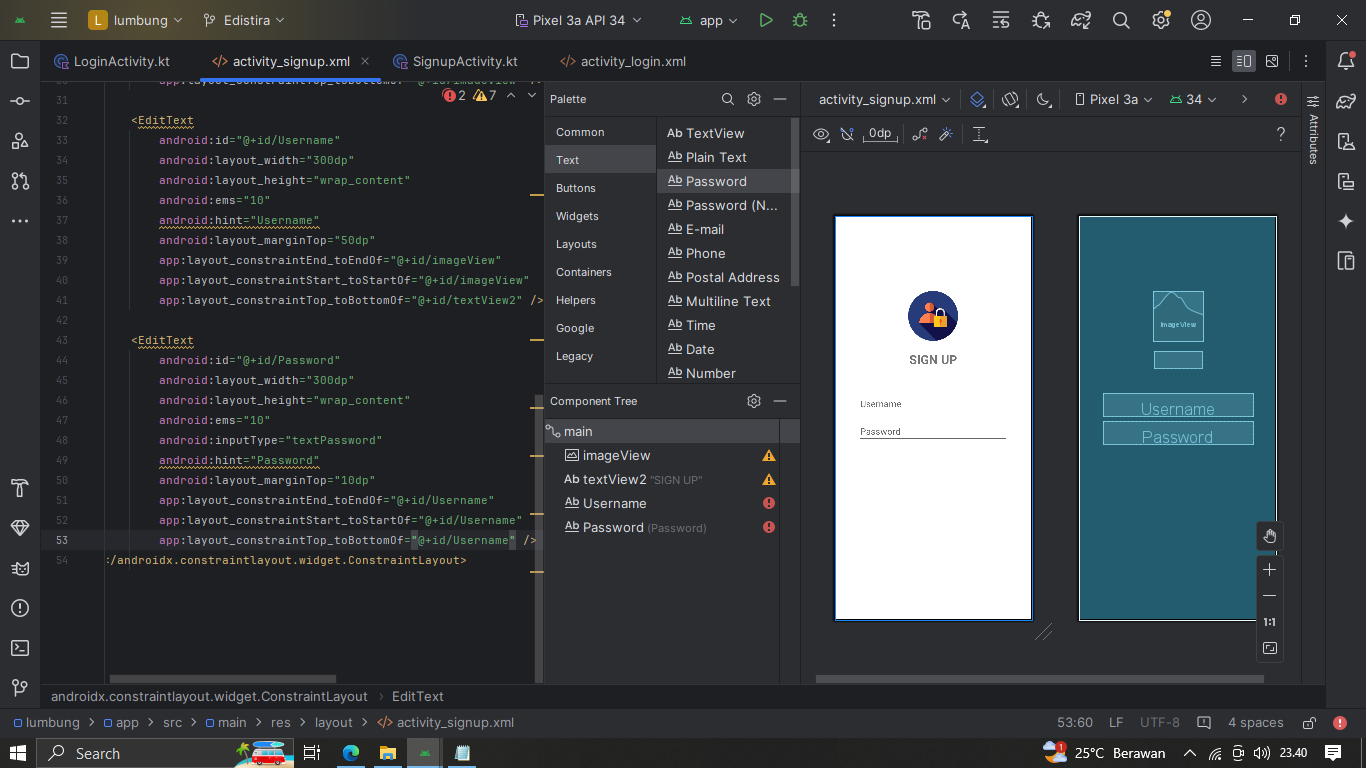 L lumbung Edistira Pixel 3a API 34 app
LoginActivity.kt activity_signup.xml SignupActivity.kt activity_login.xml
31
32 <EditText
33 android:id="@+id/Username"
34 android:layout_width="300dp"
35 android:layout_height="wrap_content"
36 android:ems="10"
37 android:hint="Username"
38 android:layout_marginTop="50dp"
39 app:layout_constraintEnd_toEndOf="@+id/imageView"
40 app:layout_constraintStart_toStartOf="@+id/imageView"
41 app:layout_constraintTop_toBottomOf="@+id/textView2" />
42
43 <EditText
44 android:id="@+id/Password"
45 android:layout_width="300dp"
46 android:layout_height="wrap_content"
47 android:ems="10"
48 android:inputType="textPassword"
49 android:hint="Password"
50 android:layout_marginTop="10dp"
51 app:layout_constraintEnd_toEndOf="@+id/Username"
52 app:layout_constraintStart_toStartOf="@+id/Username"
53 app:layout_constraintTop_toBottomOf="@+id/Username" />
54 /androidx.constraintlayout.widget.ConstraintLayout>
2 7
Palette
Common
Text
Buttons
Widgets
Layouts
Containers
Helpers
Google
Legacy
Ab TextView
Ab Plain Text
Ab Password
Ab Password (N...
Ab E-mail
Ab Phone
Ab Postal Address
Ab Multiline Text
Ab Time
Ab Date
Ab Number
Component Tree
main
imageView
Ab textView2 "SIGN UP"
Ab Username
Ab Password (Password)
activity_signup.xml Pixel 3a 34
0dp ?
SIGN UP
Username
Password
ImageView
Username
Password
1:1
Attributes
androidx.constraintlayout.widget.ConstraintLayout > EditText
lumbung > app > src > main > res > layout > activity_signup.xml 53:60 LF UTF-8 4 spaces
Search 1 25°C Berawan 23.40